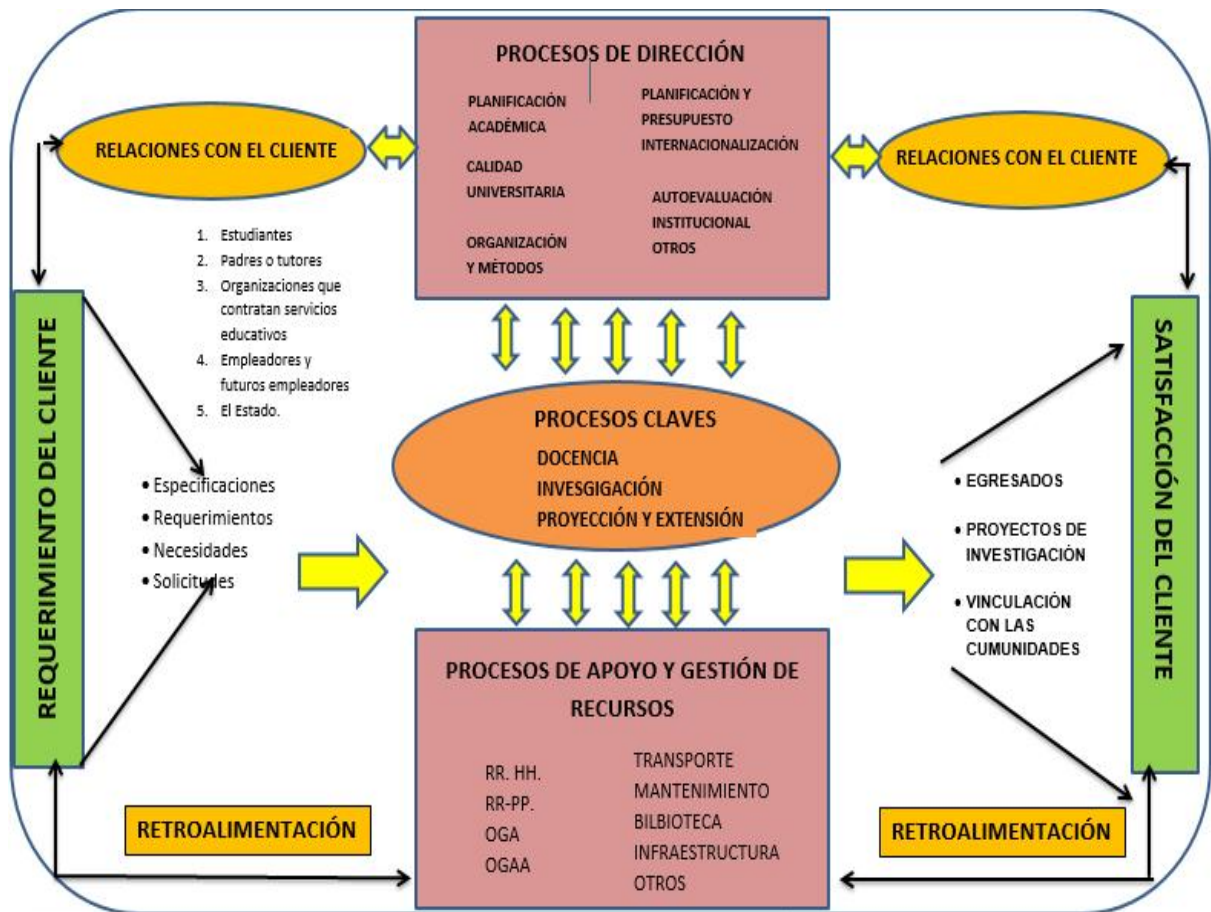 PROCESOS DE DIRECCIÓN
PLANIFICACIÓN
ACADÉMICA
CALIDAD
UNIVERSITARIA
ORGANIZACIÓN
Y MÉTODOS
PLANIFICACIÓN Y
PRESUPUESTO
INTERNACIONALIZACIÓN
AUTOEVALUACIÓN
INSTITUCIONAL
OTROS
RELACIONES CON EL CLIENTE
RELACIONES CON EL CLIENTE
1. Estudiantes
2. Padres o tutores
3. Organizaciones que
contratan servicios
educativos
4. Empleadores y
futuros empleadores
5. El Estado.
REQUERIMIENTO DEL CLIENTE
• Especificaciones
• Requerimientos
• Necesidades
• Solicitudes
PROCESOS CLAVES
DOCENCIA
INVESGIGACIÓN
PROYECCIÓN Y EXTENSIÓN
• EGRESADOS
• PROYECTOS DE
INVESTIGACIÓN
• VINCULACIÓN
CON LAS
CUMUNIDADES
SATISFACCIÓN DEL CLIENTE
PROCESOS DE APOYO Y GESTIÓN DE
RECURSOS
RR. HH.
RR-PP.
OGA
OGAA
TRANSPORTE
MANTENIMIENTO
BILBIOTECA
INFRAESTRUCTURA
OTROS
RETROALIMENTACIÓN
RETROALIMENTACIÓN